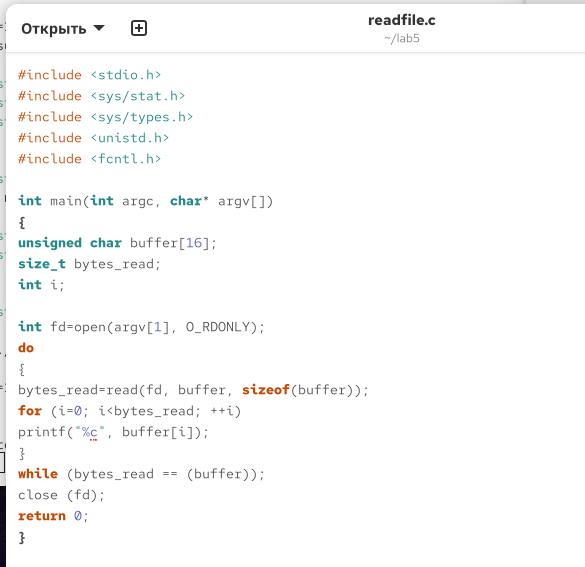 Открыть
readfile.c
~/lab5
#include <stdio.h>
#include <sys/stat.h>
#include <sys/types.h>
#include <unistd.h>
#include <fcntl.h>
int main(int argc, char* argv[])
{
unsigned char buffer[16];
size_t bytes_read;
int i;
int fd=open(argv[1], O_RDONLY);
do
{
bytes_read=read(fd, buffer, sizeof(buffer));
for (i=0; i<bytes_read; ++i)
printf("%c", buffer[i]);
}
while (bytes_read == (buffer));
close (fd);
return 0;
}